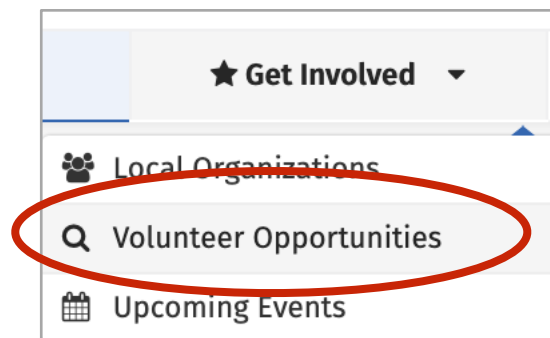 Get Involved
Local Organizations
Volunteer Opportunities
Upcoming Events